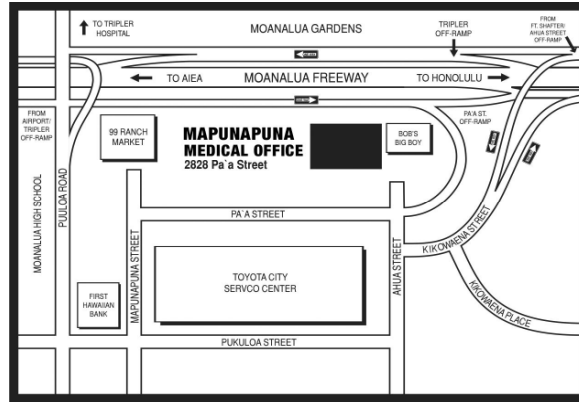 TO TRIPLER
HOSPITAL
MOANALUA GARDENS
TRIPLER
OFF-RAMP
FROM
FT. SHAFTER/
AHUA STREET
OFF-RAMP
TO AIEA
MOANALUA FREEWAY
TO HONOLULU
FROM
AIRPORT/
TRIPLER
OFF-RAMP
99 RANCH
MARKET
MAPUNAPUNA
MEDICAL OFFICE
2828 Pa`a Street
BOB'S
BIG BOY
PA'A ST.
OFF-RAMP
MOANALUA HIGH SCHOOL
PUULOA ROAD
MAPUNAPUNA STREET
PA`A STREET
AHUA STREET
KIKOWAENA STREET
KIKOWAENA PLACE
TOYOTA CITY
SERVCO CENTER
FIRST
HAWAIIAN
BANK
PUKULOA STREET